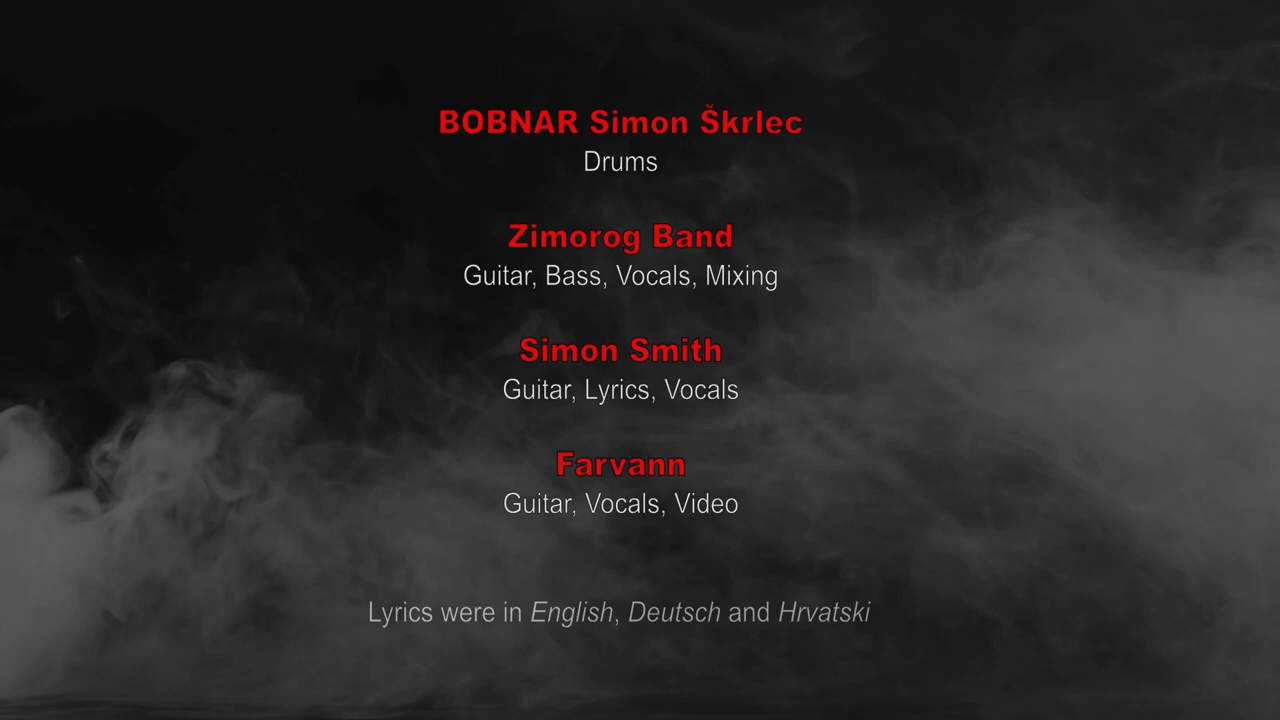 BOBNAR Simon Škrlec
Drums
Zimorog Band
Guitar, Bass, Vocals, Mixing
Simon Smith
Guitar, Lyrics, Vocals
Farvann
Guitar, Vocals, Video
Lyrics were in English, Deutsch and Hrvatski